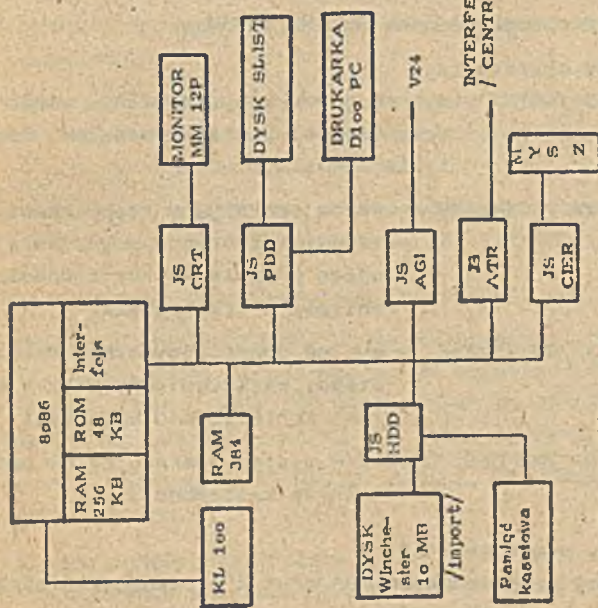 8086
RAM
256
KB
ROM
48
KB
Inter-
fejs
KL 100
RAM
384
JS
CRT
MONITOR
MM 12P
JS
PDD
DYSK SL.IST
DRUKARKA
D100 PC
JS
AGI
V24
ATR
INTERFE
/ CENTR
JS
CIER
M
Y
S
Z
JS
HDD
DYSK
Winche-
ster
10 MB
/import/
Pamięć
kasetowa